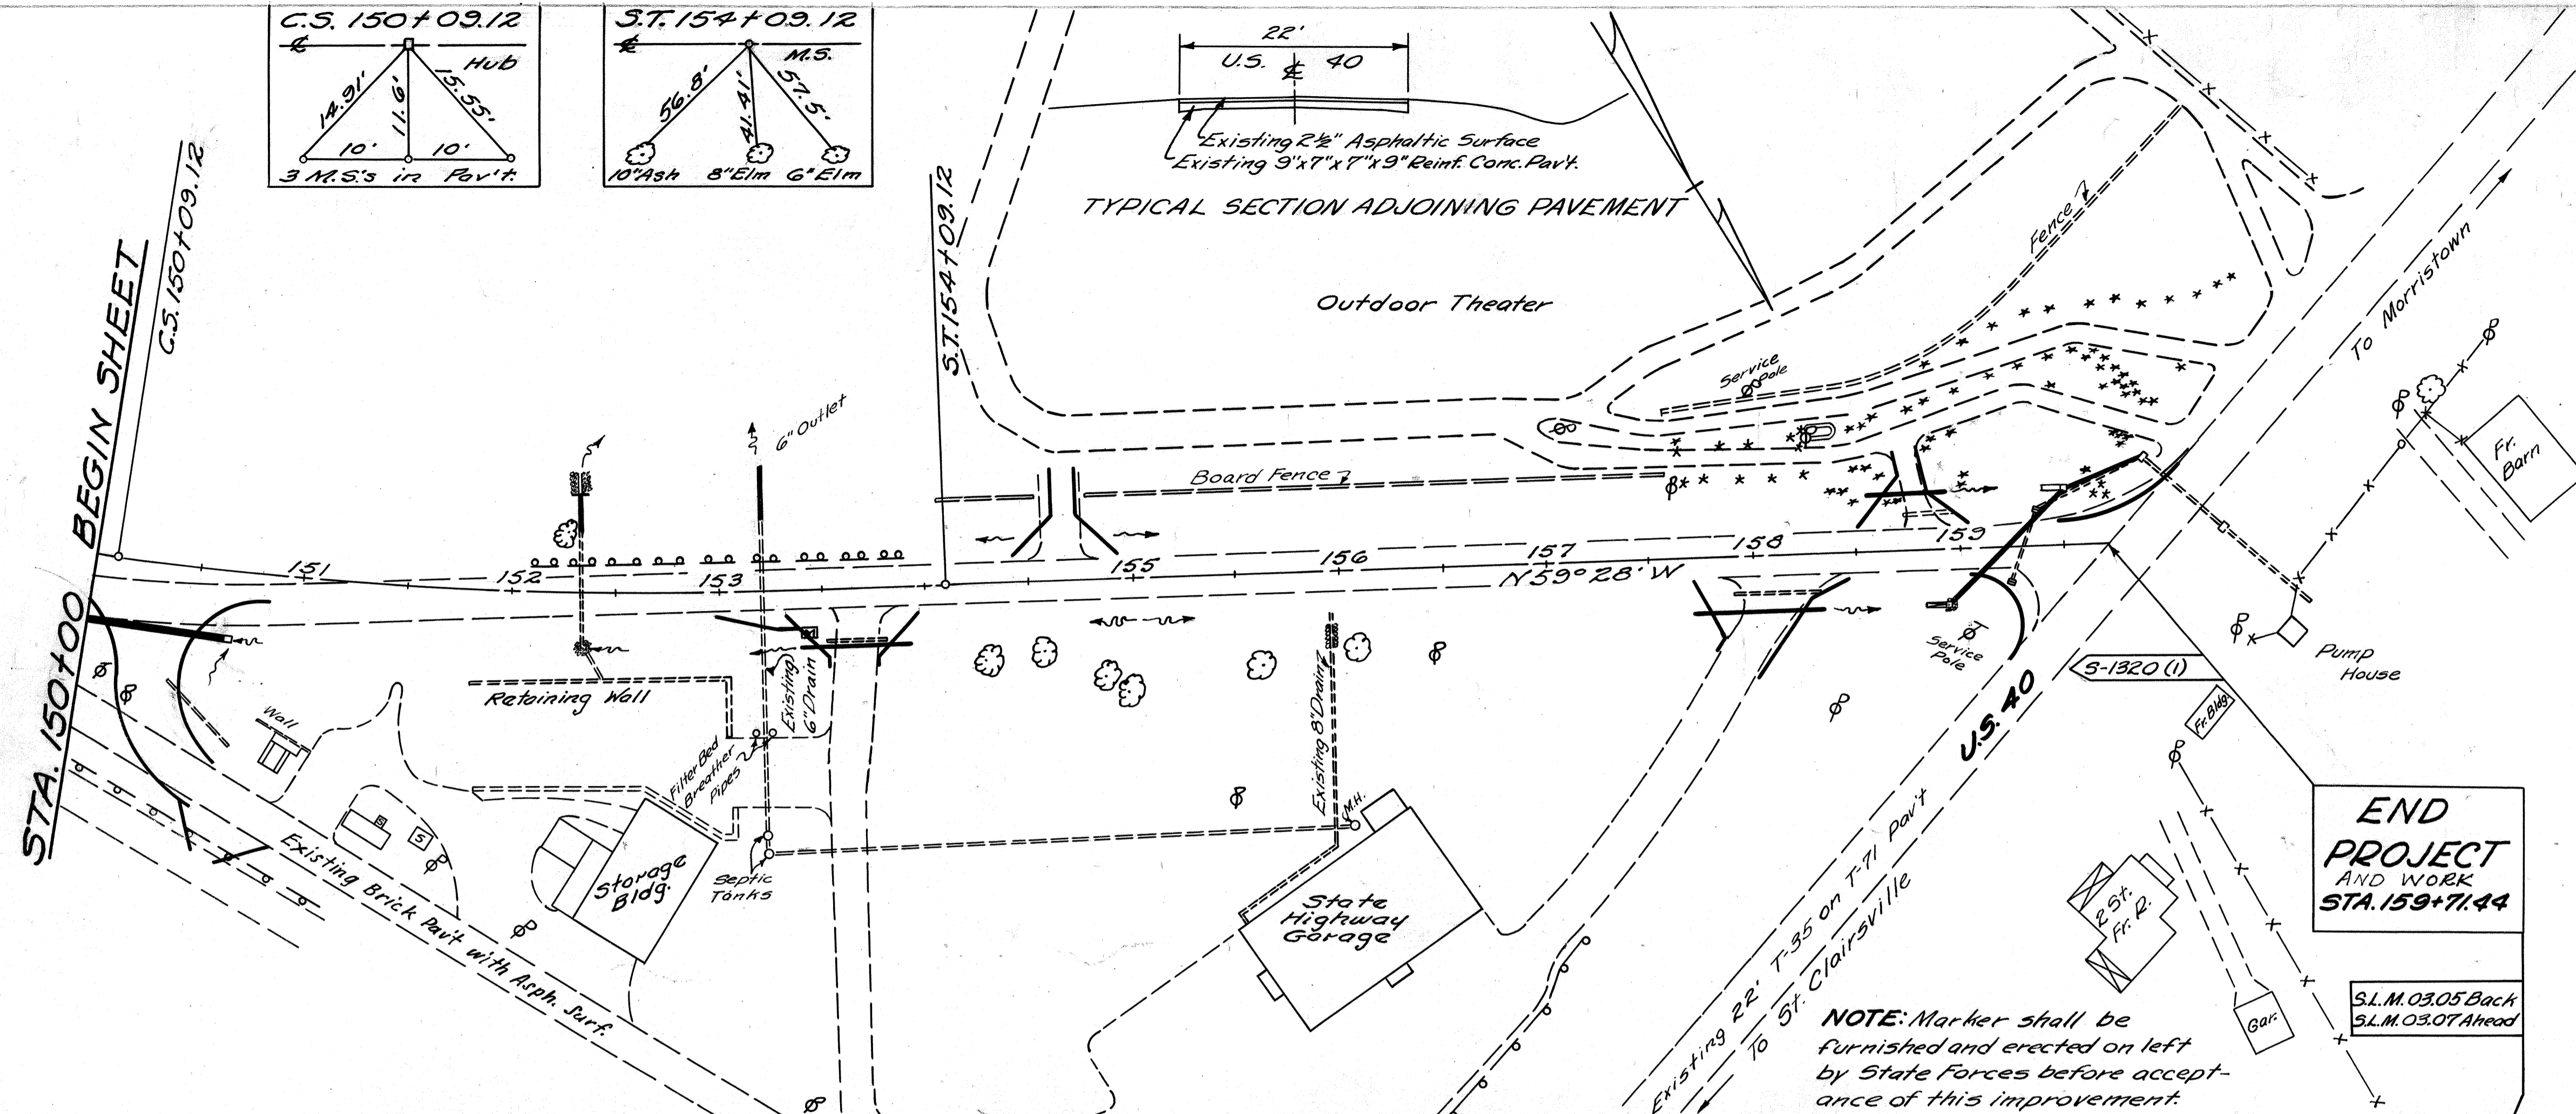 C.S. 150+09.12
℄
Hub
14.91'
11.6'
15.55'
10'
10'
3 M.S.'s in Pav't.
S.T. 154+09.12
℄
M.S.
56.8'
41.41'
57.5'
10"Ash 8"Elm 6"Elm
22'
U.S. ℄ 40
Existing 2½" Asphaltic Surface
Existing 9"x7"x7"x9" Reinf. Conc. Pav't.
TYPICAL SECTION ADJOINING PAVEMENT
Outdoor Theater
STA. 150+00 BEGIN SHEET
C.S. 150+09.12
S.T. 154+09.12
6" Outlet
Board Fence
Fence
Service
Pole
To Morristown
Fr.
Barn
151
152
153
155
156
157
158
159
N 59° 28' W
Retaining Wall
Existing
6" Drain
Wall
Filter Bed
Breather
Pipes
Existing 8" Drain
M.H.
S
S
Storage
Bldg.
Septic
Tanks
State
Highway
Garage
Existing Brick Pav't with Asph. Surf.
Service
Pole
U.S. 40
S-1320 (1)
Pump
House
Fr. Bldg.
Existing 22' T-35 on T-71 Pav't
To St. Clairsville
2 St.
Fr. R.
Gar.
END
PROJECT
AND WORK
STA. 159+71.44
S.L.M. 03.05 Back
S.L.M. 03.07 Ahead
NOTE: Marker shall be
furnished and erected on left
by State Forces before accept-
ance of this improvement.